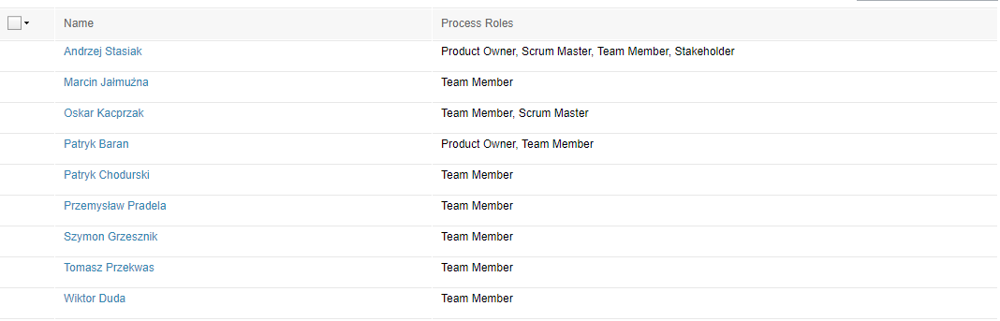 Name Process Roles
Andrzej Stasiak Product Owner, Scrum Master, Team Member, Stakeholder
Marcin Jałmużna Team Member
Oskar Kacprzak Team Member, Scrum Master
Patryk Baran Product Owner, Team Member
Patryk Chodurski Team Member
Przemysław Pradela Team Member
Szymon Grzesznik Team Member
Tomasz Przekwas Team Member
Wiktor Duda Team Member